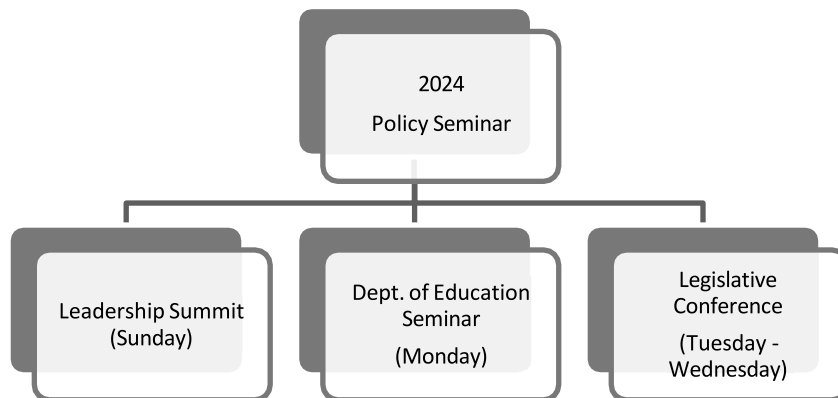 2024
Policy Seminar
Leadership Summit
(Sunday)
Dept. of Education
Seminar
(Monday)
Legislative
Conference
(Tuesday -
Wednesday)